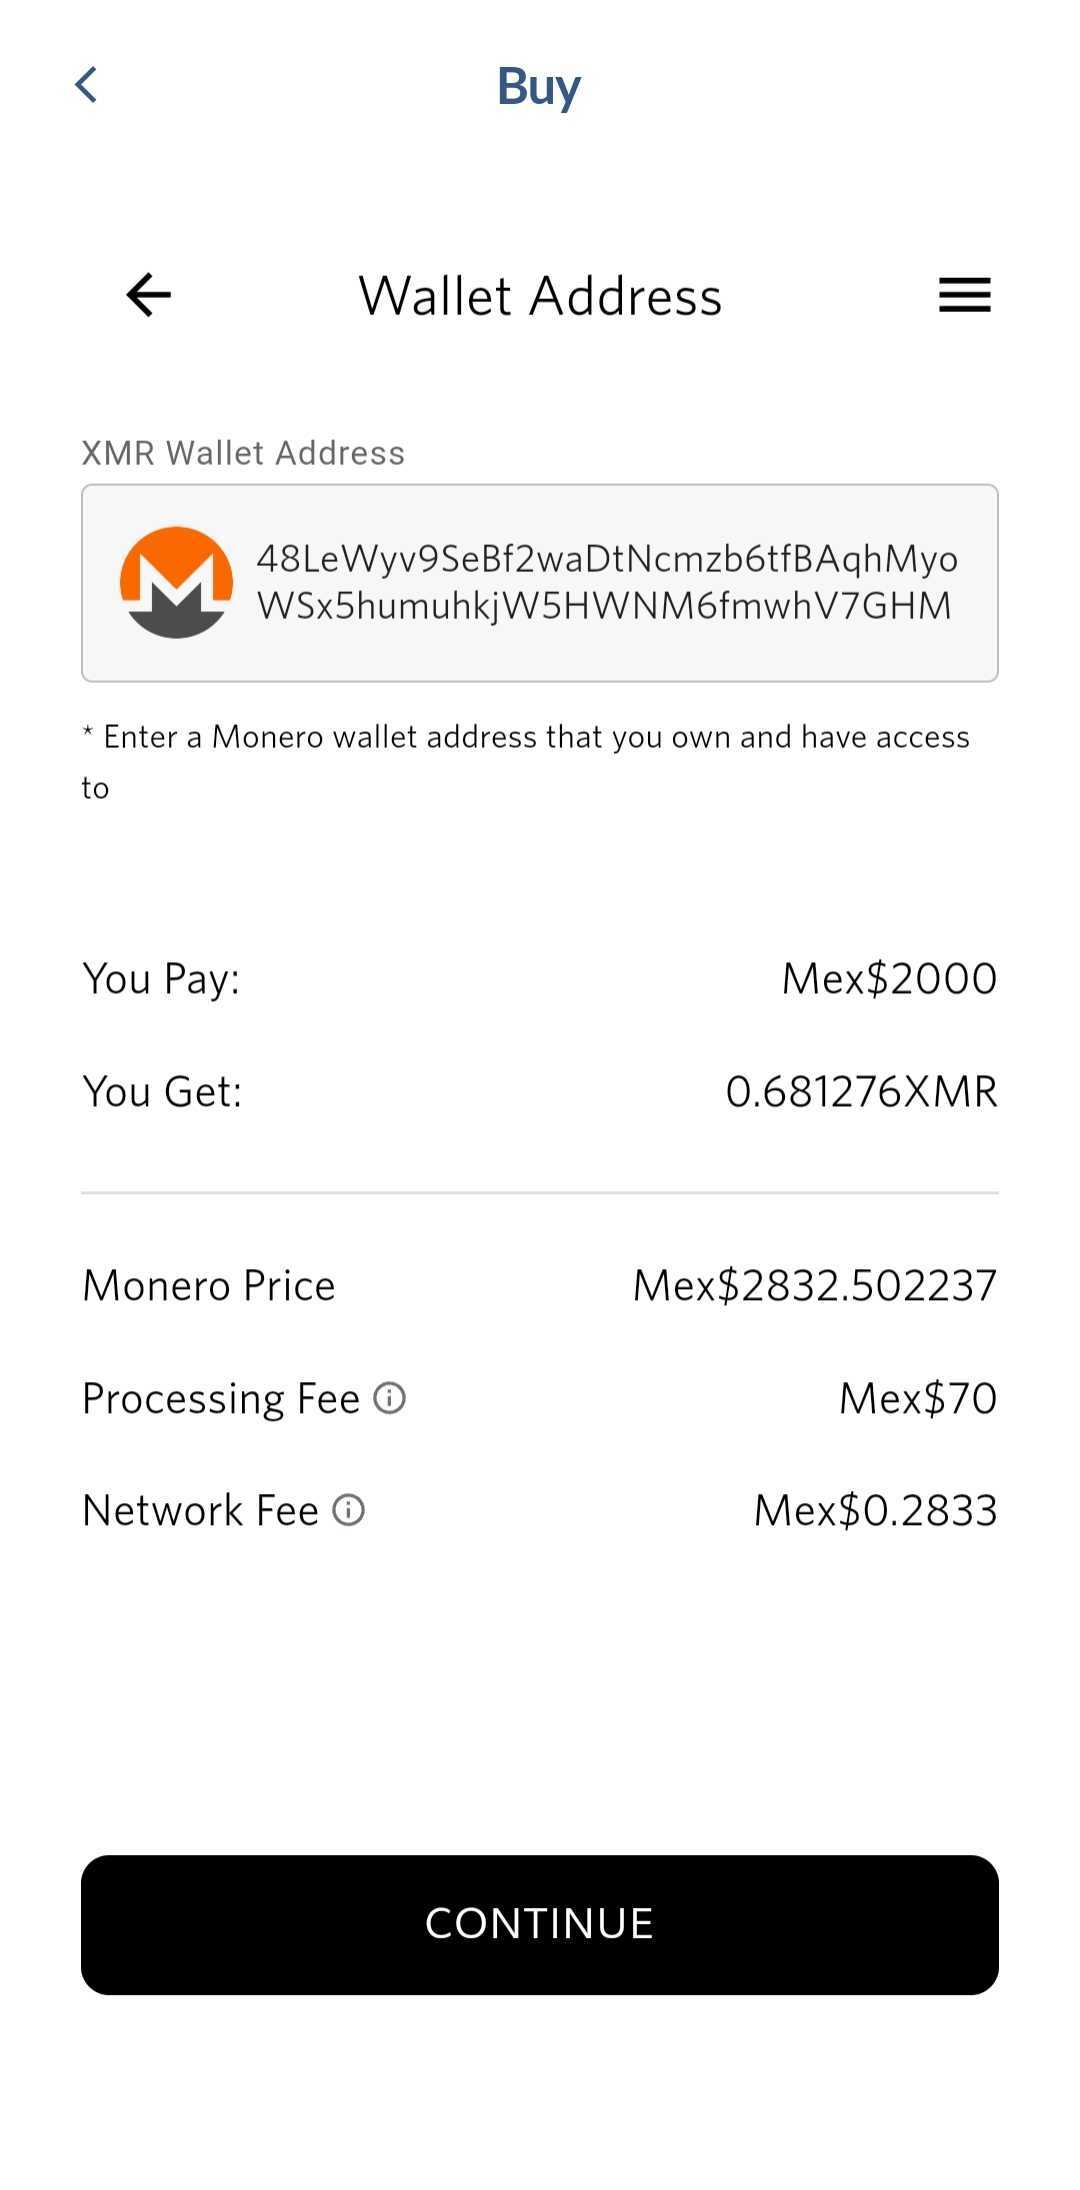 Buy
Wallet Address
XMR Wallet Address
48LeWyv9SeBf2waDtNcmzb6tfBAqhMyo
WSx5humuhkjW5HWNM6fmwhV7GHM
* Enter a Monero wallet address that you own and have access
to
You Pay: Mex$2000
You Get: 0.681276XMR
Monero Price Mex$2832.502237
Processing Fee Mex$70
Network Fee Mex$0.2833
CONTINUE